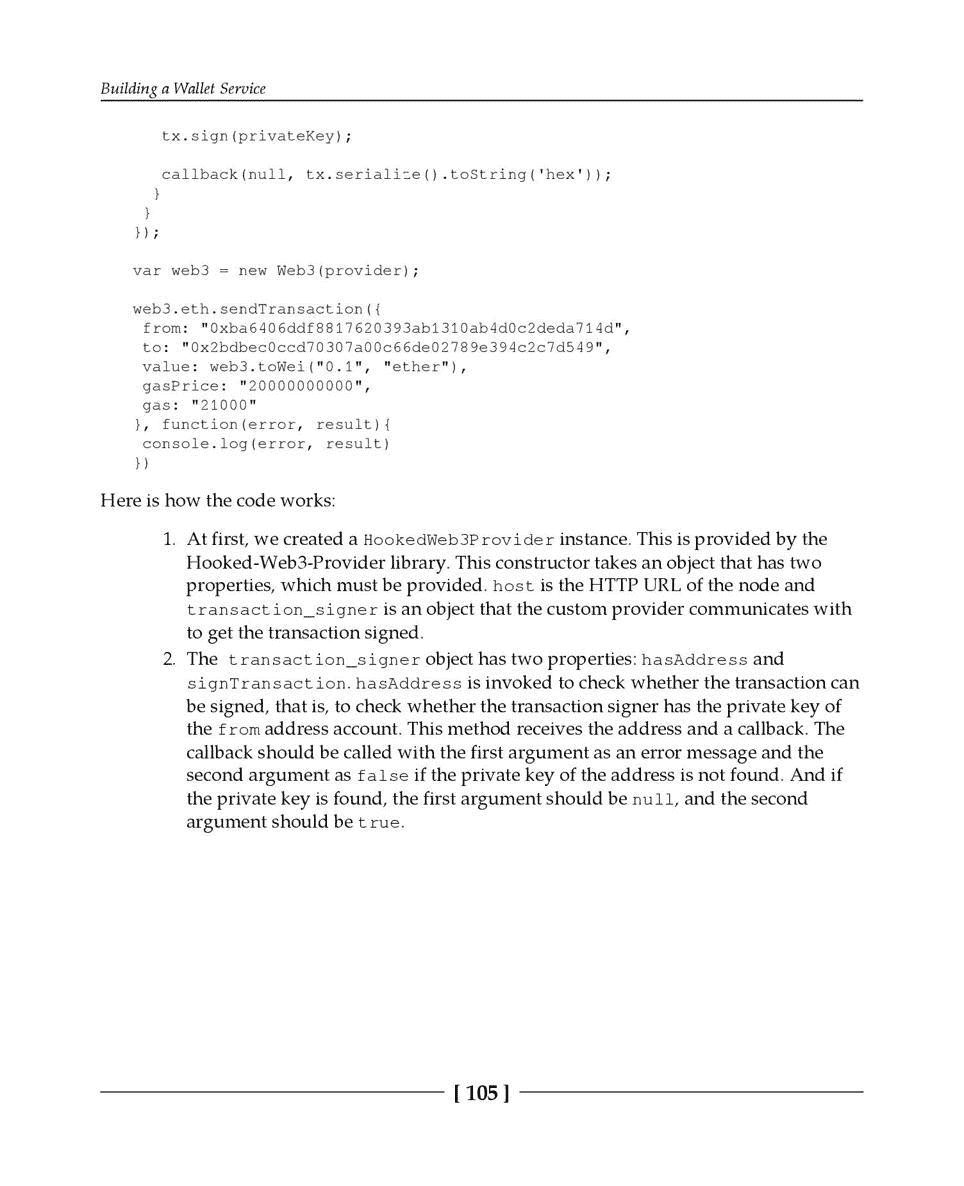 Building a Wallet Service
tx.sign(privateKey);
callback(null, tx.serialize().toString('hex'));
}
}
});
var web3 = new Web3(provider);
web3.eth.sendTransaction({
from: "0xba6406ddf8817620393ab1310ab4d0c2deda714d",
to: "0x2bdbec0ccd70307a00c66de02789e394c2c7d549",
value: web3.toWei("0.1", "ether"),
gasPrice: "20000000000",
gas: "21000"
}, function(error, result){
console.log(error, result)
})
Here is how the code works:
1. At first, we created a HookedWeb3Provider instance. This is provided by the
Hooked-Web3-Provider library. This constructor takes an object that has two
properties, which must be provided. host is the HTTP URL of the node and
transaction_signer is an object that the custom provider communicates with
to get the transaction signed.
2. The transaction_signer object has two properties: hasAddress and
signTransaction. hasAddress is invoked to check whether the transaction can
be signed, that is, to check whether the transaction signer has the private key of
the from address account. This method receives the address and a callback. The
callback should be called with the first argument as an error message and the
second argument as false if the private key of the address is not found. And if
the private key is found, the first argument should be null, and the second
argument should be true.
[ 105 ]